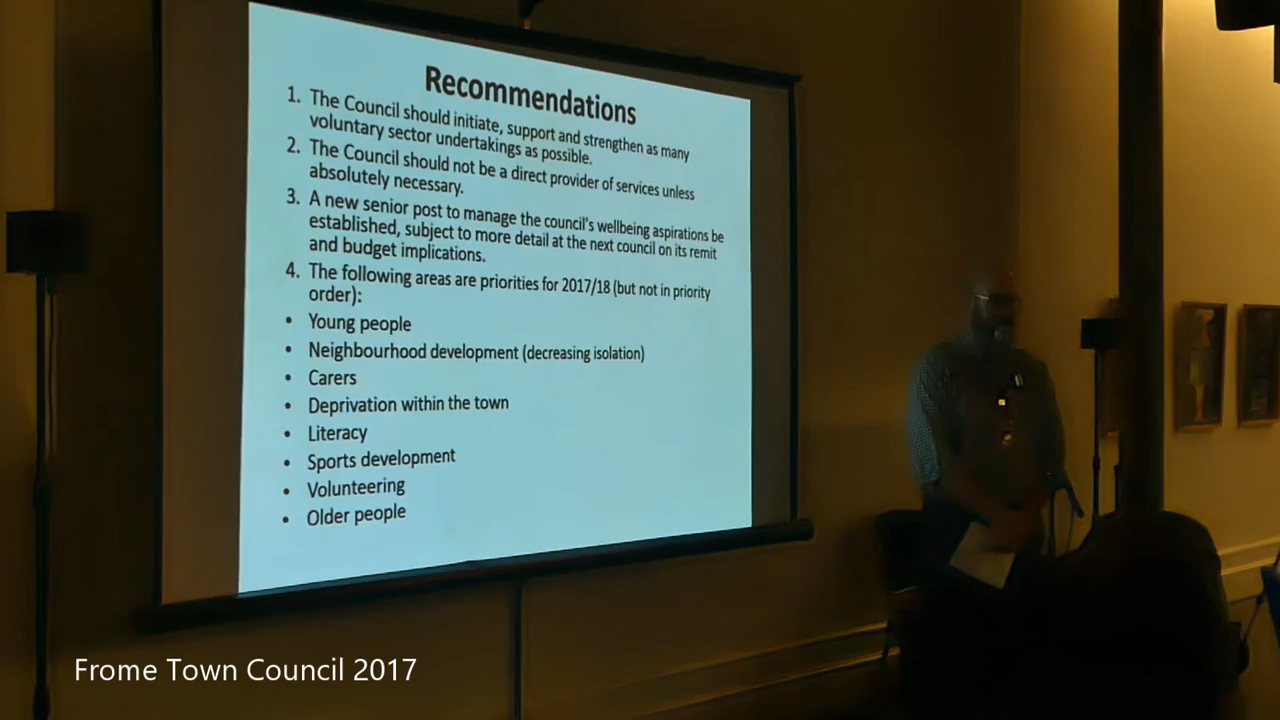 Recommendations
1. The Council should initiate, support and strengthen as many
voluntary sector undertakings as possible.
2. The Council should not be a direct provider of services unless
absolutely necessary.
3. A new senior post to manage the council's wellbeing aspirations be
established, subject to more detail at the next council on its remit
and budget implications.
4. The following areas are priorities for 2017/18 (but not in priority
order):
• Young people
• Neighbourhood development (decreasing isolation)
• Carers
• Deprivation within the town
• Literacy
• Sports development
• Volunteering
• Older people
Frome Town Council 2017